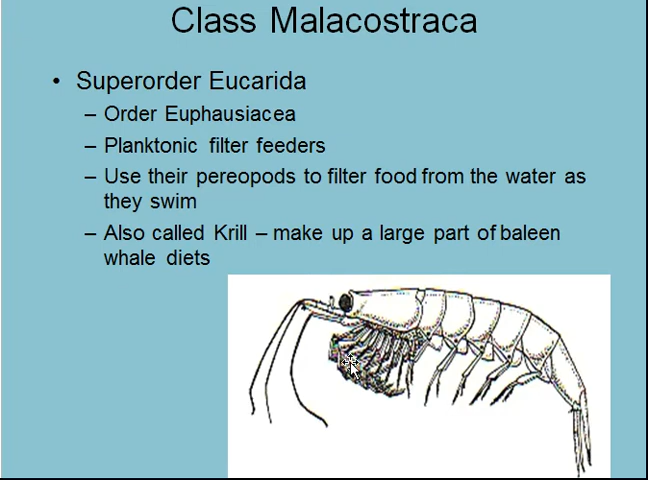 Class Malacostraca
• Superorder Eucarida
– Order Euphausiacea
– Planktonic filter feeders
– Use their pereopods to filter food from the water as
they swim
– Also called Krill – make up a large part of baleen
whale diets